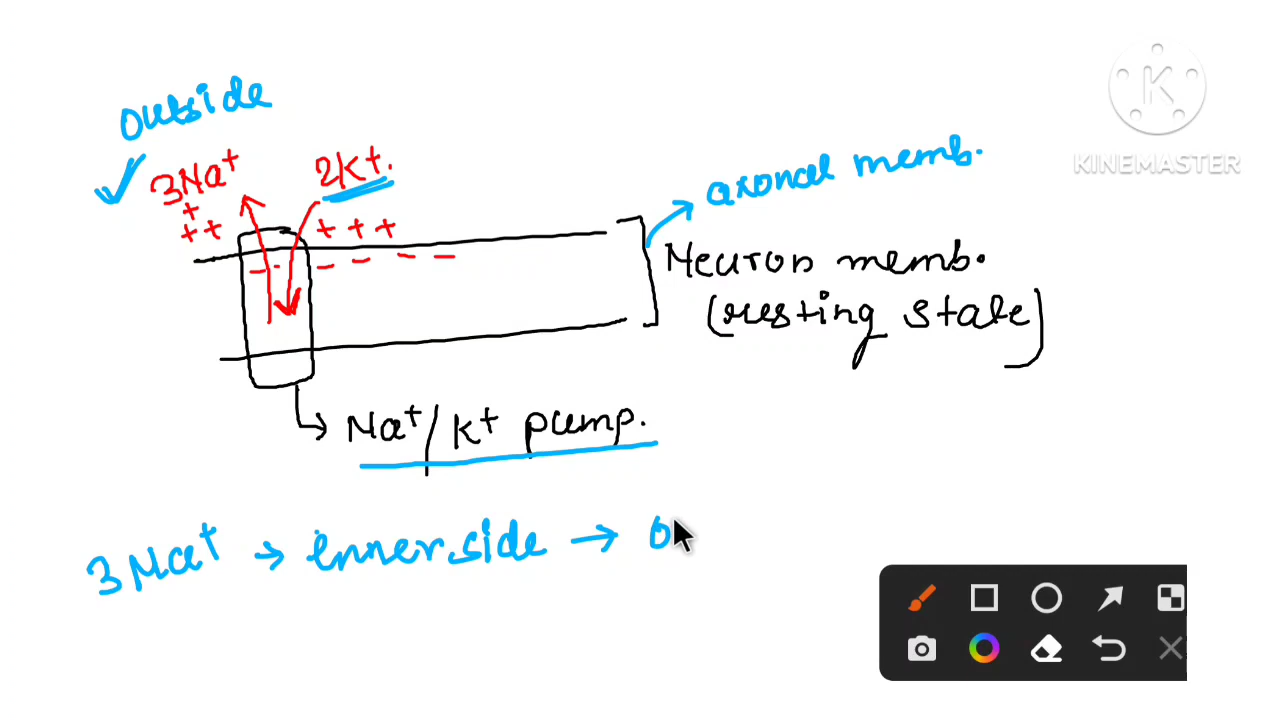 outside
3Na+
2K+.
+
++
+ + +
- - - - - -
axonal memb.
Neuron memb.
(resting state)
Na+/K+ pump.
3Na+ → inner side → o
K
KINEMASTER